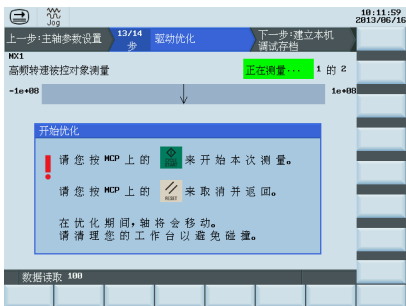 Jog
10:11:59
2013/06/16
上一步:主轴参数设置
13/14
步
驱动优化
下一步:建立本机
调试存档
MX1
高频转速被控对象测量
正在测量···
1 的 2
-1e+08
1e+08
开始优化
请您按 MCP 上的 来开始本次测量。
请您按 MCP 上的 RESET 来取消并返回。
在优化期间,轴将会移动。
请清理您的工作台以避免碰撞。
数据读取 100